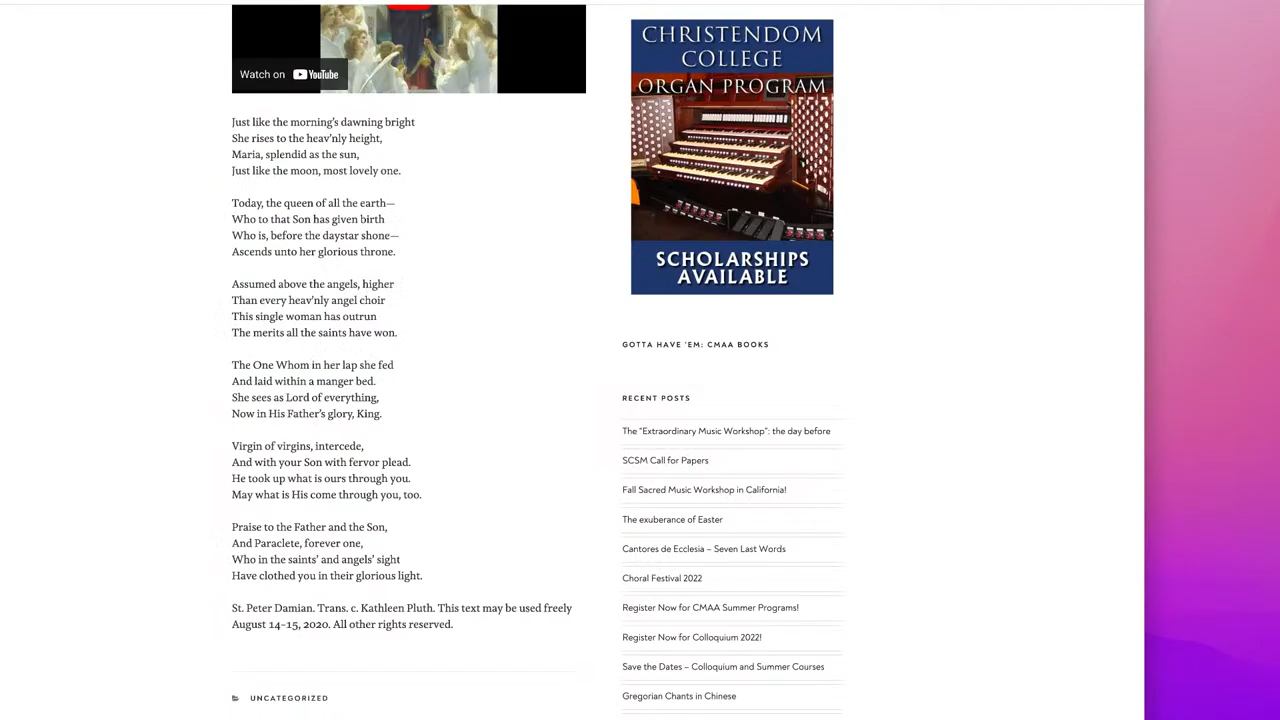 Watch on YouTube
Just like the morning's dawning bright
She rises to the heav'nly height,
Maria, splendid as the sun,
Just like the moon, most lovely one.
Today, the queen of all the earth—
Who to that Son has given birth
Who is, before the daystar shone—
Ascends unto her glorious throne.
Assumed above the angels, higher
Than every heav'nly angel choir
This single woman has outrun
The merits all the saints have won.
The One Whom in her lap she fed
And laid within a manger bed.
She sees as Lord of everything,
Now in His Father's glory, King.
Virgin of virgins, intercede,
And with your Son with fervor plead.
He took up what is ours through you.
May what is His come through you, too.
Praise to the Father and the Son,
And Paraclete, forever one,
Who in the saints' and angels' sight
Have clothed you in their glorious light.
St. Peter Damian. Trans. c. Kathleen Pluth. This text may be used freely
August 14-15, 2020. All other rights reserved.
UNCATEGORIZED
CHRISTENDOM
COLLEGE
ORGAN PROGRAM
SCHOLARSHIPS
AVAILABLE
GOTTA HAVE 'EM: CMAA BOOKS
RECENT POSTS
The "Extraordinary Music Workshop": the day before
SCSM Call for Papers
Fall Sacred Music Workshop in California!
The exuberance of Easter
Cantores de Ecclesia – Seven Last Words
Choral Festival 2022
Register Now for CMAA Summer Programs!
Register Now for Colloquium 2022!
Save the Dates – Colloquium and Summer Courses
Gregorian Chants in Chinese